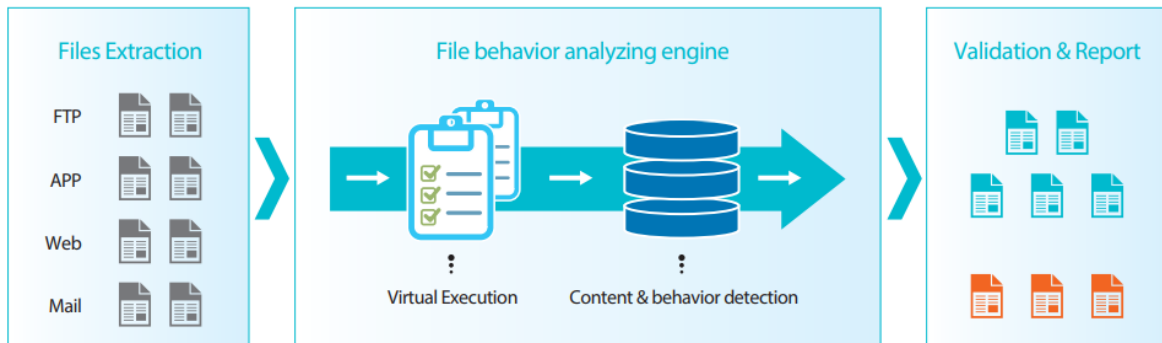 Files Extraction
FTP
APP
Web
Mail
File behavior analyzing engine
Virtual Execution
Content & behavior detection
Validation & Report